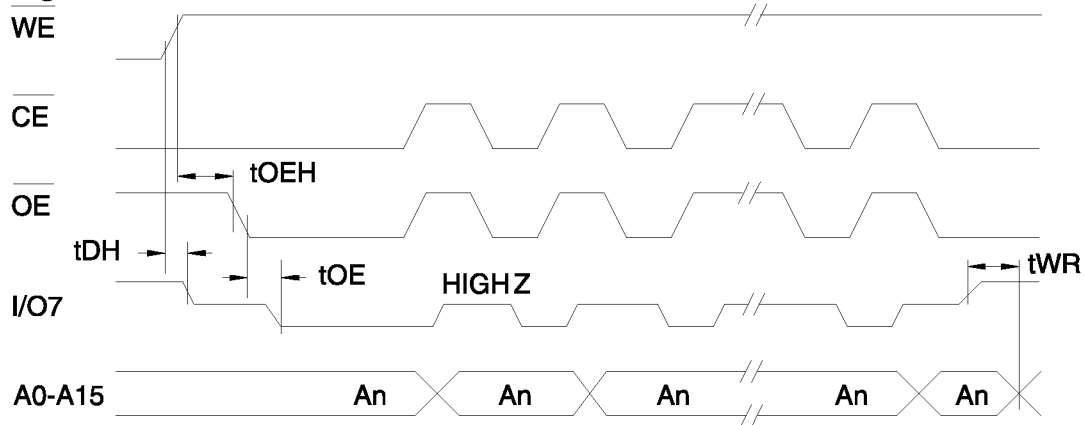 WE
CE
tOEH
OE
tDH
tOE
HIGH Z
tWR
I/O7
A0-A15 An An An An An